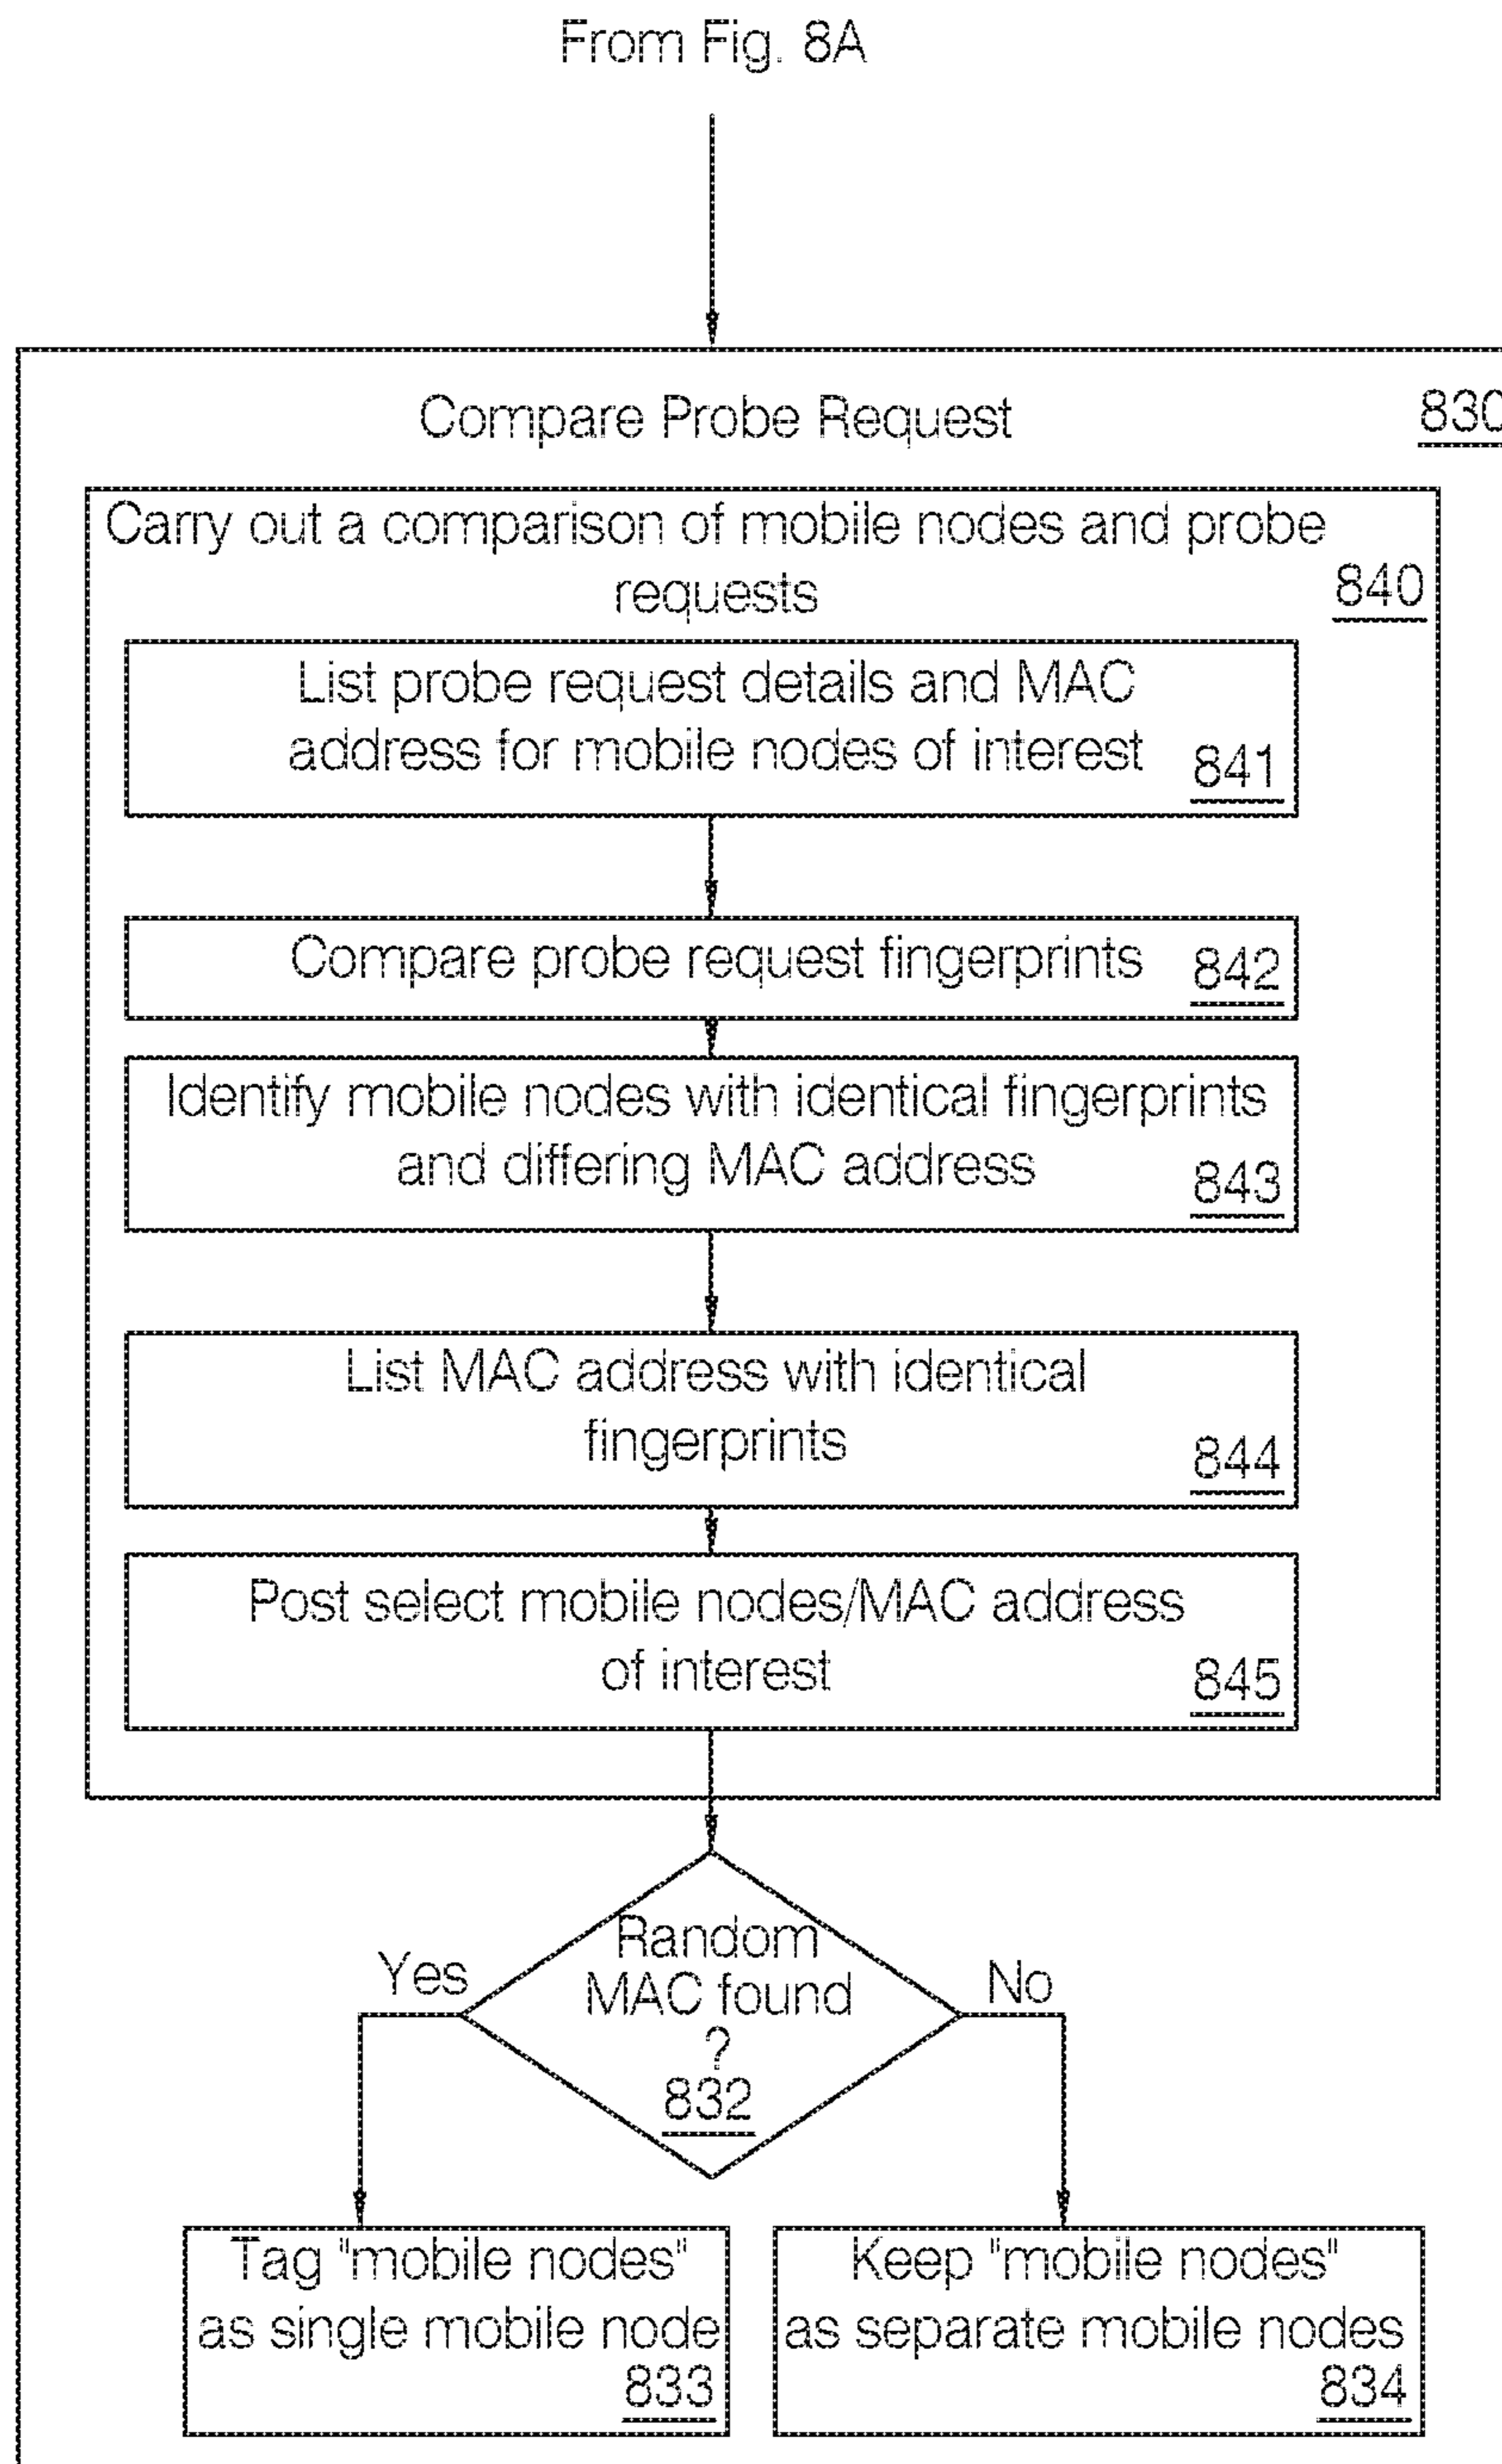 From Fig. 8A
Compare Probe Request
830
Carry out a comparison of mobile nodes and probe
requests
840
List probe request details and MAC
address for mobile nodes of interest
841
Compare probe request fingerprints
842
Identify mobile nodes with identical fingerprints
and differing MAC address
843
List MAC address with identical
fingerprints
844
Post select mobile nodes/MAC address
of interest
845
Random
MAC found
?
832
Yes
No
Tag "mobile nodes"
as single mobile node
833
Keep "mobile nodes"
as separate mobile nodes
834